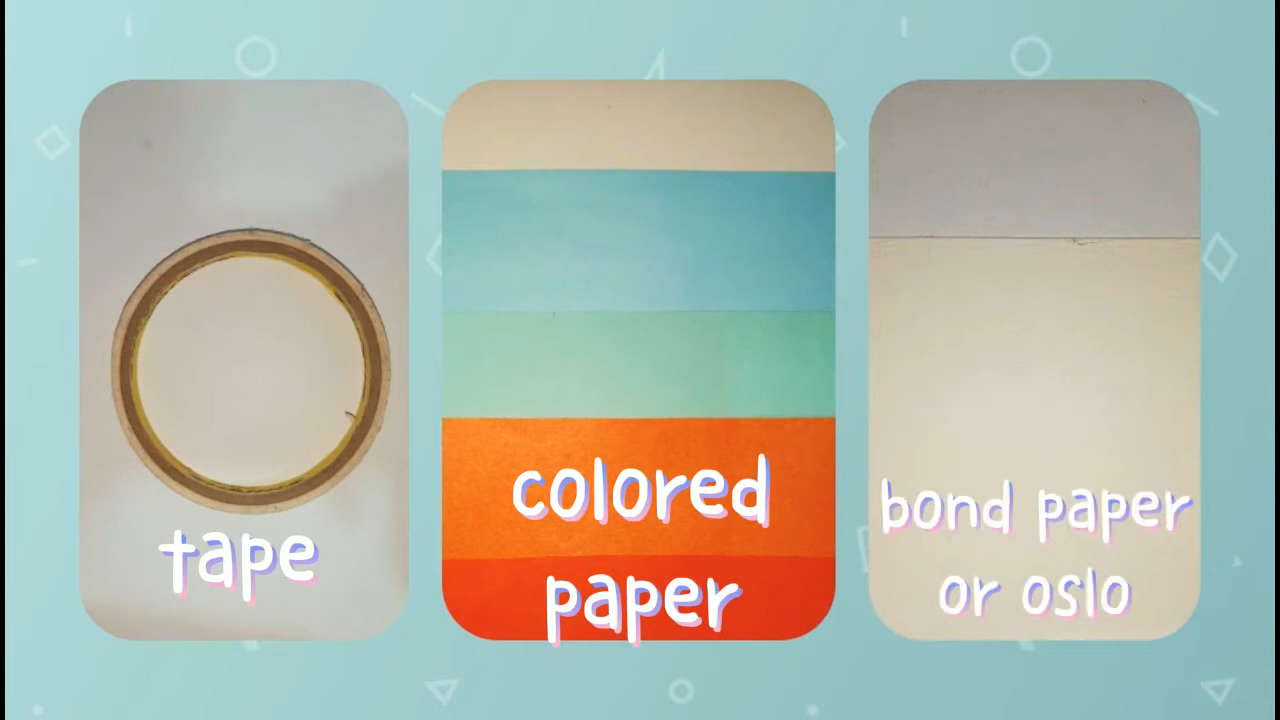 tape
colored
paper
bond paper
or oslo